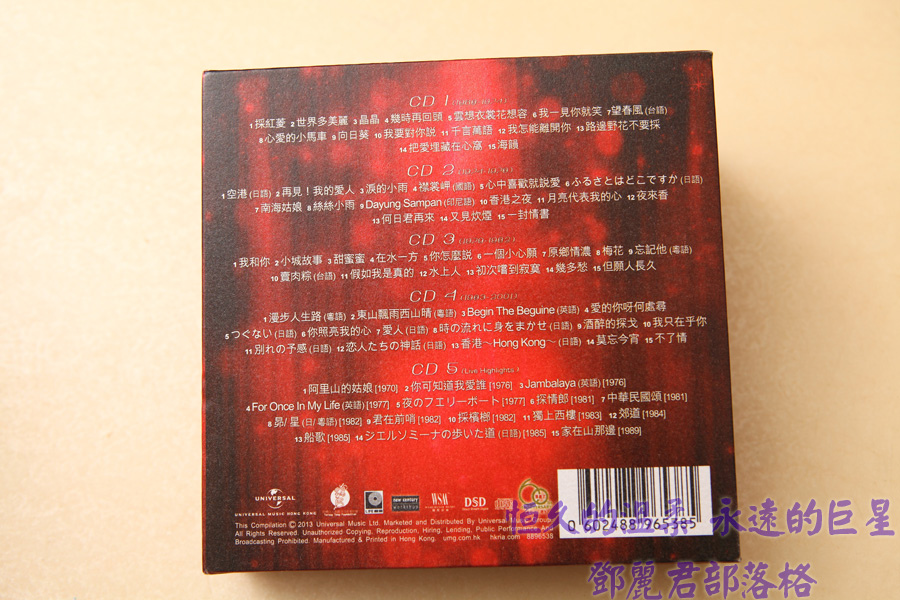 CD 1
1 採紅菱 2 世界多美麗 3 晶晶 4 幾時再回頭 5 雲想衣裳花想容 6 我一見你就笑 7 望春風 (台語)
8 心愛的小馬車 9 向日葵 10 我要對你說 11 千言萬語 12 我怎能離開你 13 路邊野花不要採
14 把愛埋藏在心窩 15 海韻
CD 2
1 空港 (日語) 2 再見！我的愛人 3 淚的小雨 4 襟裳岬 (國語) 5 心中喜歡就説愛 6 ふるさとはどこですか (日語)
7 南海姑娘 8 絲絲小雨 9 Dayung Sampan (印尼語) 10 香港之夜 11 月亮代表我的心 12 夜來香
13 何日君再來 14 又見炊煙 15 一封情書
CD 3
1 我和你 2 小城故事 3 甜蜜蜜 4 在水一方 5 你怎麼說 6 一個小心願 7 原鄉情濃 8 梅花 9 忘記他 (粵語)
10 賣肉粽 (台語) 11 假如我是真的 12 水上人 13 初次嚐到寂寞 14 幾多愁 15 但願人長久
CD 4
1 漫步人生路 (粵語) 2 東山飄雨西山晴 (粵語) 3 Begin The Beguine (英語) 4 愛的你呀何處尋
5 つぐない (日語) 6 你照亮我的心 7 愛人 (日語) 8 時の流れに身をまかせ (日語) 9 酒醉的探戈 10 我只在乎你
11 別れの予感 (日語) 12 恋人たちの神話 (日語) 13 香港～Hong Kong～ (日語) 14 莫忘今宵 15 不了情
CD 5 (Live Highlights)
1 阿里山的姑娘 [1970] 2 你可知道我愛誰 [1976] 3 Jambalaya (英語) [1976]
4 For Once In My Life (英語) [1977] 5 夜のフエリーボート [1977] 6 採情郎 [1981] 7 中華民國頌 [1981]
8 昴/ 星 (日/ 粵語) [1982] 9 君在前哨 [1982] 10 採檳榔 [1982] 11 獨上西樓 [1983] 12 郊道 [1984]
13 船歌 [1985] 14 シエルソミーナの歩いた道 (日語) [1985] 15 家在山那邊 [1989]
UNIVERSAL
UNIVERSAL MUSIC HONG KONG
new century workshop
WSM
DSD
This Compilation Ⓟ 2013 Universal Music Ltd. Marketed and Distributed By Universal
All Rights Reserved. Unauthorized Copying, Reproduction, Hiring, Lending, Public Performance And
Broadcasting Prohibited. Manufactured & Printed in Hong Kong. umg.com.hk hkria.com 8896538
0 602488 965385
恒久的溫柔 永遠的巨星
鄧麗君部落格